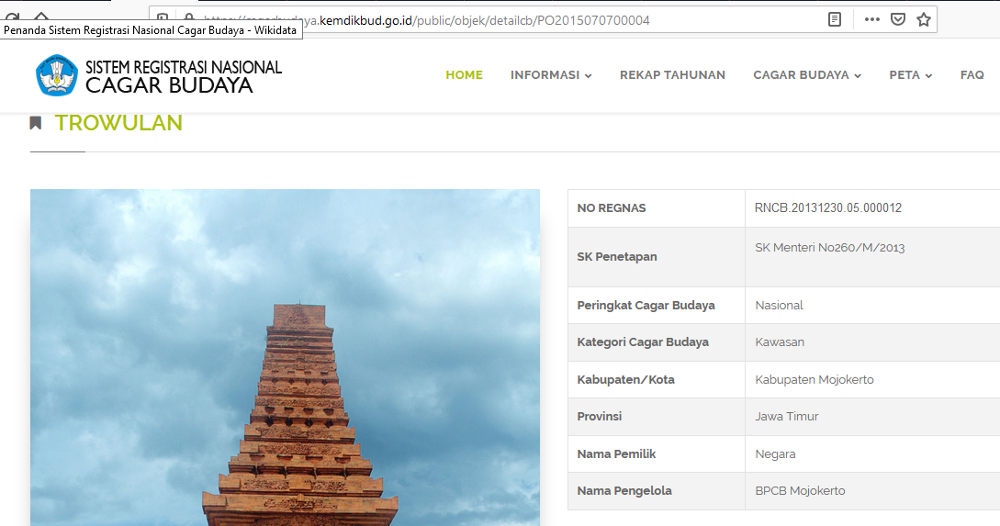 https://cagarbudaya.kemdikbud.go.id/public/objek/detailcb/PO2015070700004
Penanda Sistem Registrasi Nasional Cagar Budaya - Wikidata
SISTEM REGISTRASI NASIONAL
CAGAR BUDAYA
HOME INFORMASI REKAP TAHUNAN CAGAR BUDAYA PETA FAQ
TROWULAN
NO REGNAS RNCB.20131230.05.000012
SK Penetapan SK Menteri No260/M/2013
Peringkat Cagar Budaya Nasional
Kategori Cagar Budaya Kawasan
Kabupaten/Kota Kabupaten Mojokerto
Provinsi Jawa Timur
Nama Pemilik Negara
Nama Pengelola BPCB Mojokerto